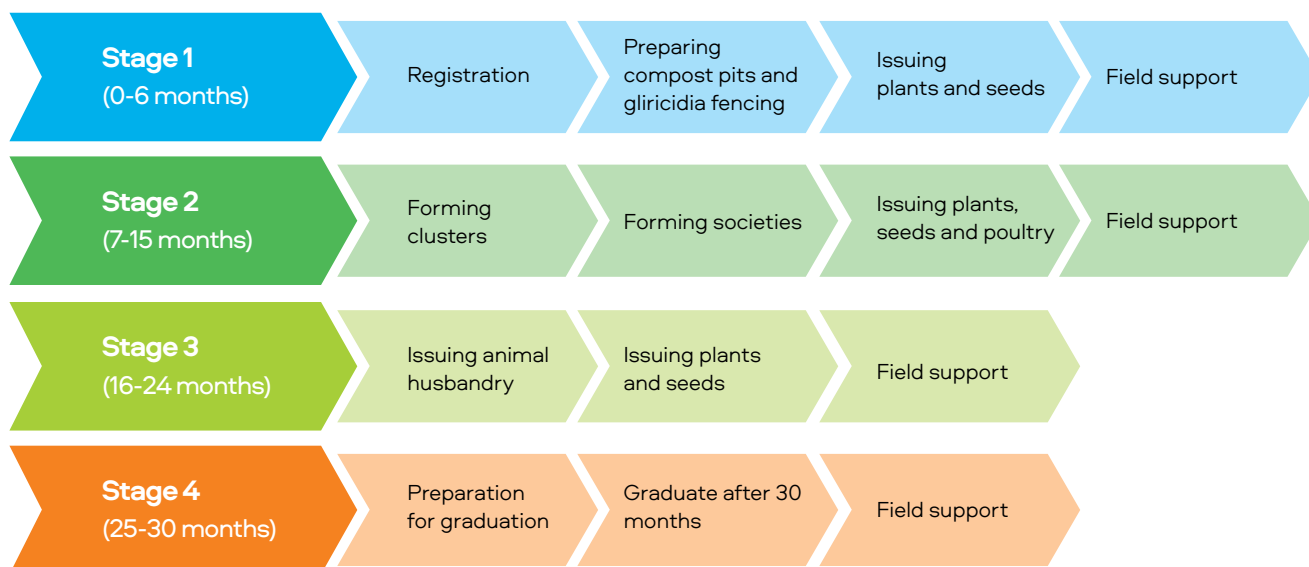 Stage 1
(0-6 months)
Registration
Preparing
compost pits and
gliricidia fencing
Issuing
plants and seeds
Field support
Stage 2
(7-15 months)
Forming
clusters
Forming societies
Issuing plants,
seeds and poultry
Field support
Stage 3
(16-24 months)
Issuing animal
husbandry
Issuing plants
and seeds
Field support
Stage 4
(25-30 months)
Preparation
for graduation
Graduate after 30
months
Field support